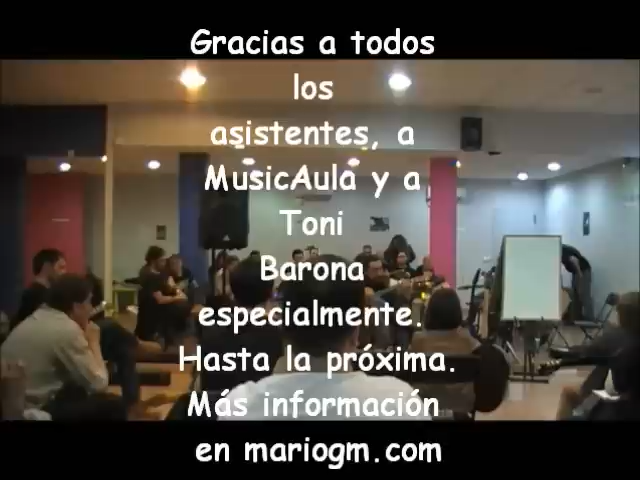 Gracias a todos
los
asistentes, a
MusicAula y a
Toni
Barona
especialmente.
Hasta la próxima.
Más información
en mariogm.com